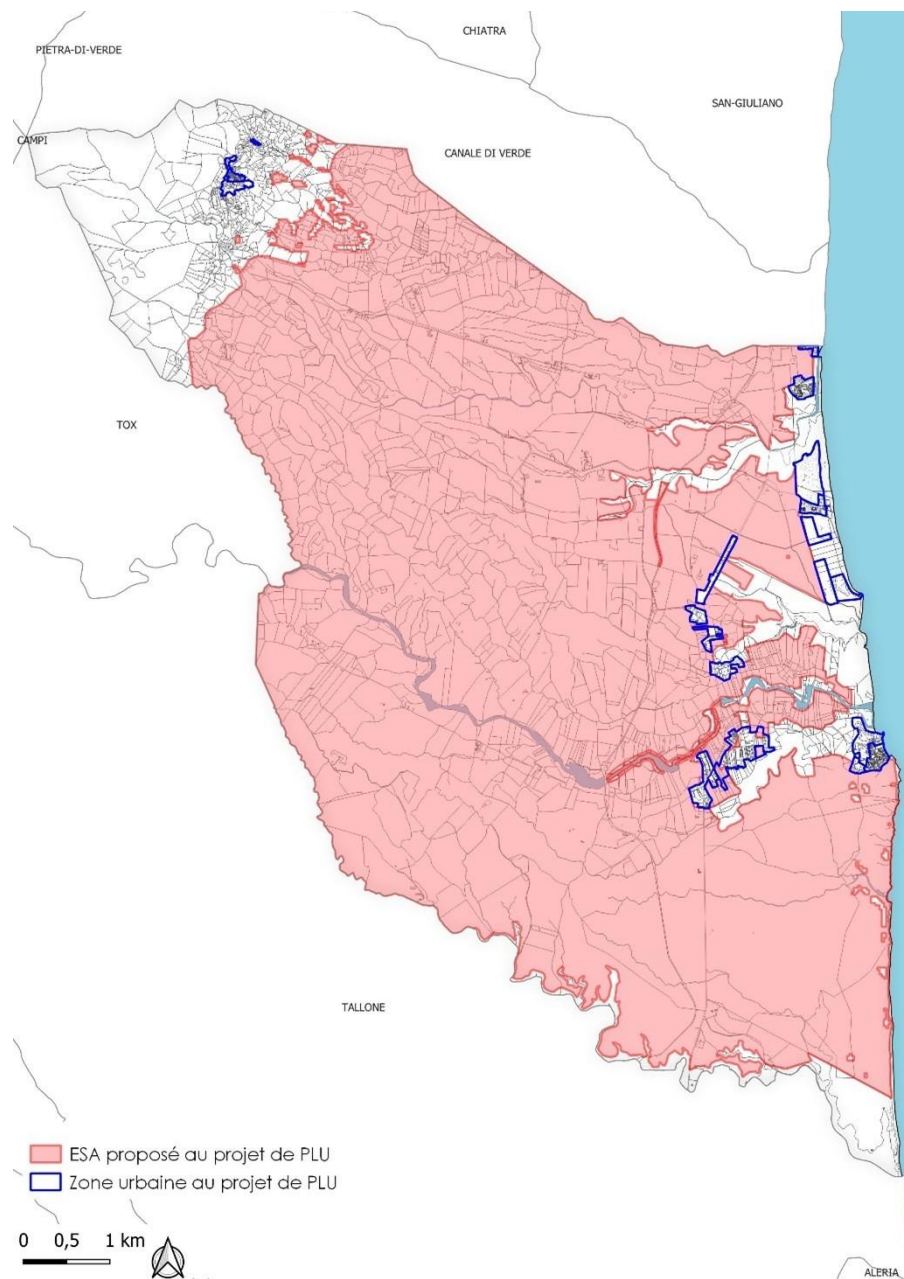 CHIATRA
PIETRA-DI-VERDE
SAN-GIULIANO
CAMPI
CANALE DI VERDE
TOX
TALLONE
ESA proposé au projet de PLU
Zone urbaine au projet de PLU
0 0,5 1 km
ALERIA